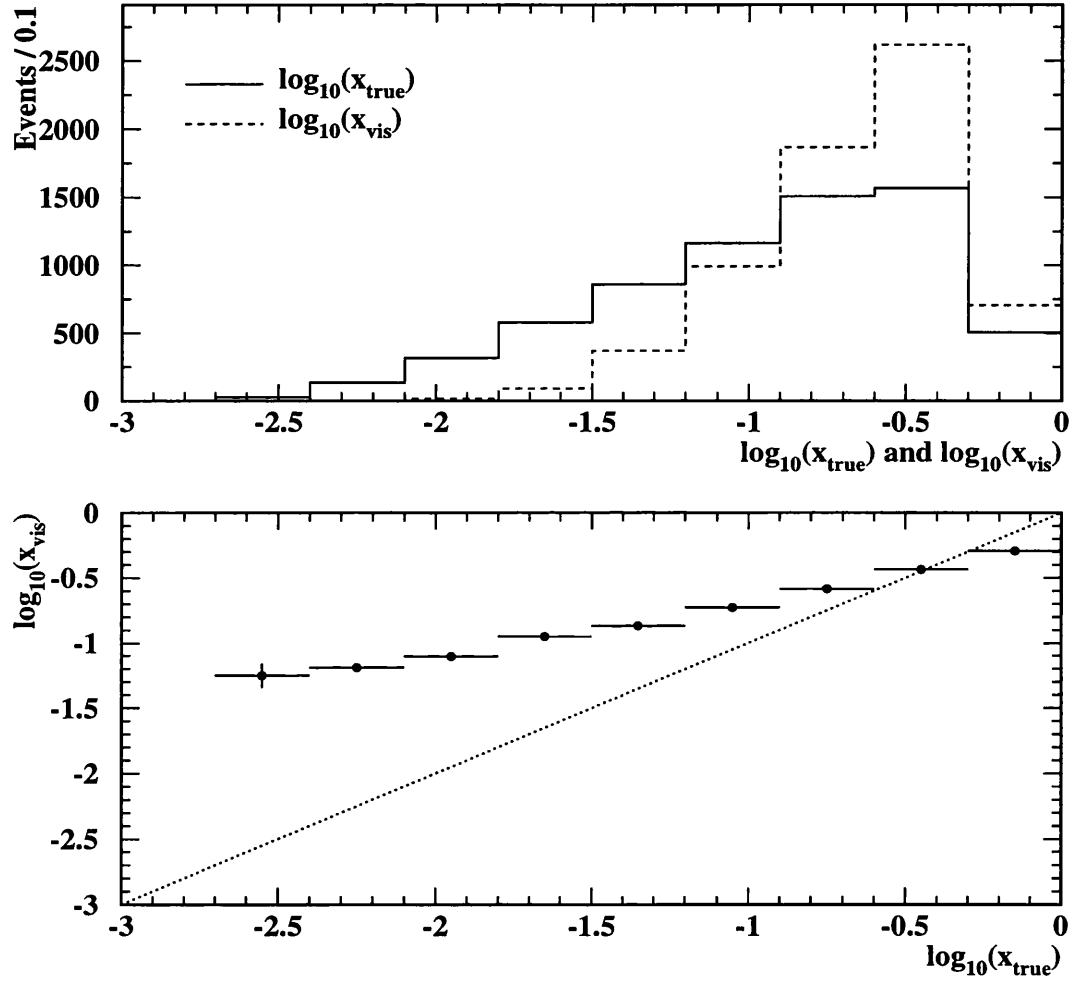 Events / 0.1
2500
2000
1500
1000
500
0
log10(xtrue)
log10(xvis)
-3 -2.5 -2 -1.5 -1 -0.5 0
log10(xtrue) and log10(xvis)
log10(xvis)
0
-0.5
-1
-1.5
-2
-2.5
-3
-3 -2.5 -2 -1.5 -1 -0.5 0
log10(xtrue)